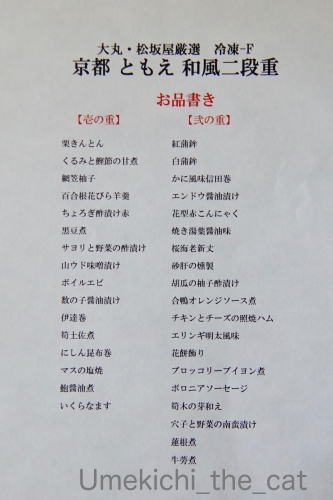 大丸・松坂屋厳選　冷凍-F
京都 ともえ 和風二段重
お品書き
【壱の重】
栗きんとん
くるみと鰹節の甘煮
網笠柚子
百合根花びら羊羹
ちょろぎ酢漬け赤
黒豆煮
サヨリと野菜の酢漬け
山ウド味噌漬け
ボイルエビ
数の子醤油漬け
伊達巻
筍土佐煮
にしん昆布巻
マスの塩焼
鮑醤油煮
いくらなます
【弐の重】
紅蒲鉾
白蒲鉾
かに風味信田巻
エンドウ醤油漬け
花型赤こんにゃく
焼き湯葉醤油味
桜海老新丈
砂肝の燻製
胡瓜の柚子酢漬け
合鴨オレンジソース煮
チキンとチーズの照焼ハム
エリンギ明太風味
花餅飾り
ブロッコリーブイヨン煮
ボロニアソーセージ
筍木の芽和え
穴子と野菜の南蛮漬け
蓮根煮
牛蒡煮
Umekichi_the_cat